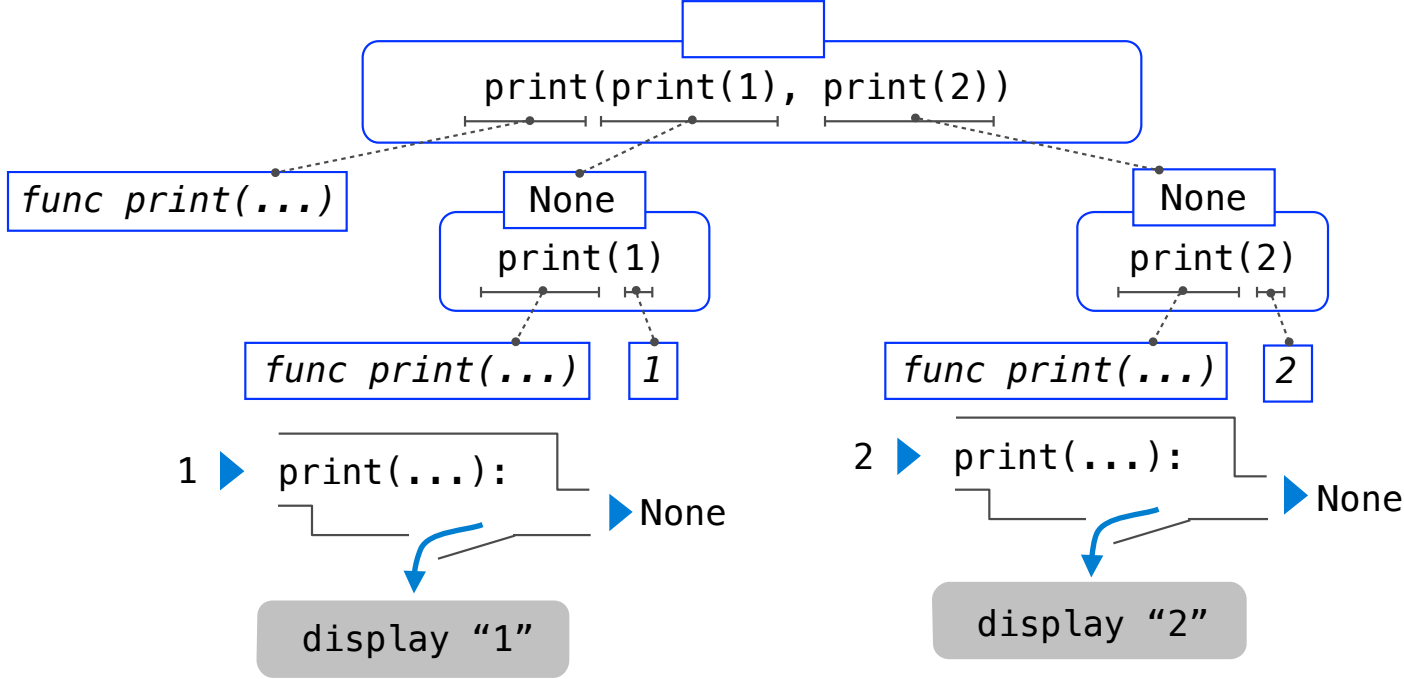 print(print(1), print(2))
func print(...)
None
None
print(1)
print(2)
func print(...)
1
func print(...)
2
1
print(...):
None
2
print(...):
None
display “1”
display “2”